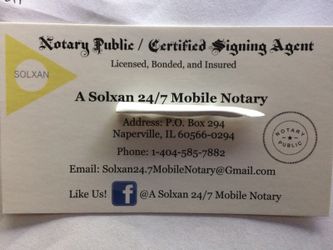 Notary Public / Certified Signing Agent
Licensed, Bonded, and Insured
SOLXAN
A Solxan 24/7 Mobile Notary
Address: P.O. Box 294
Naperville, IL 60566-0294
NOTARY
PUBLIC
Phone: 1-404-585-7882
Email: Solxan24.7MobileNotary@Gmail.com
Like Us! f @A Solxan 24/7 Mobile Notary